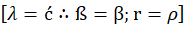 [λ = ć ∴ ß = β; r = ρ]